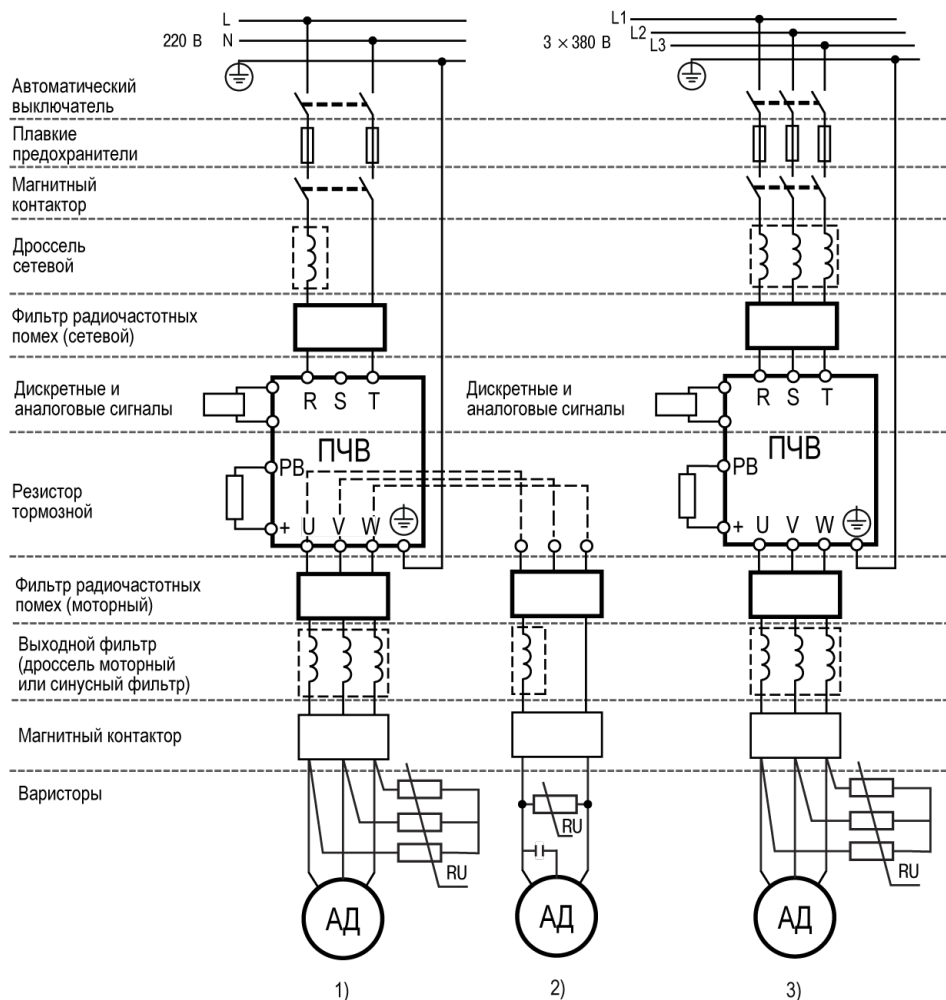 L
220 В N
L1
L2
3 × 380 В L3
Автоматический
выключатель
Плавкие
предохранители
Магнитный
контактор
Дроссель
сетевой
Фильтр радиочастотных
помех (сетевой)
Дискретные и
аналоговые сигналы
R S T
ПЧВ
PB
+ U V W
Дискретные и
аналоговые сигналы
R S T
ПЧВ
PB
+ U V W
Резистор
тормозной
Фильтр радиочастотных
помех (моторный)
Выходной фильтр
(дроссель моторный
или синусный фильтр)
Магнитный контактор
Варисторы
RU
RU
RU
АД
АД
АД
1)
2)
3)